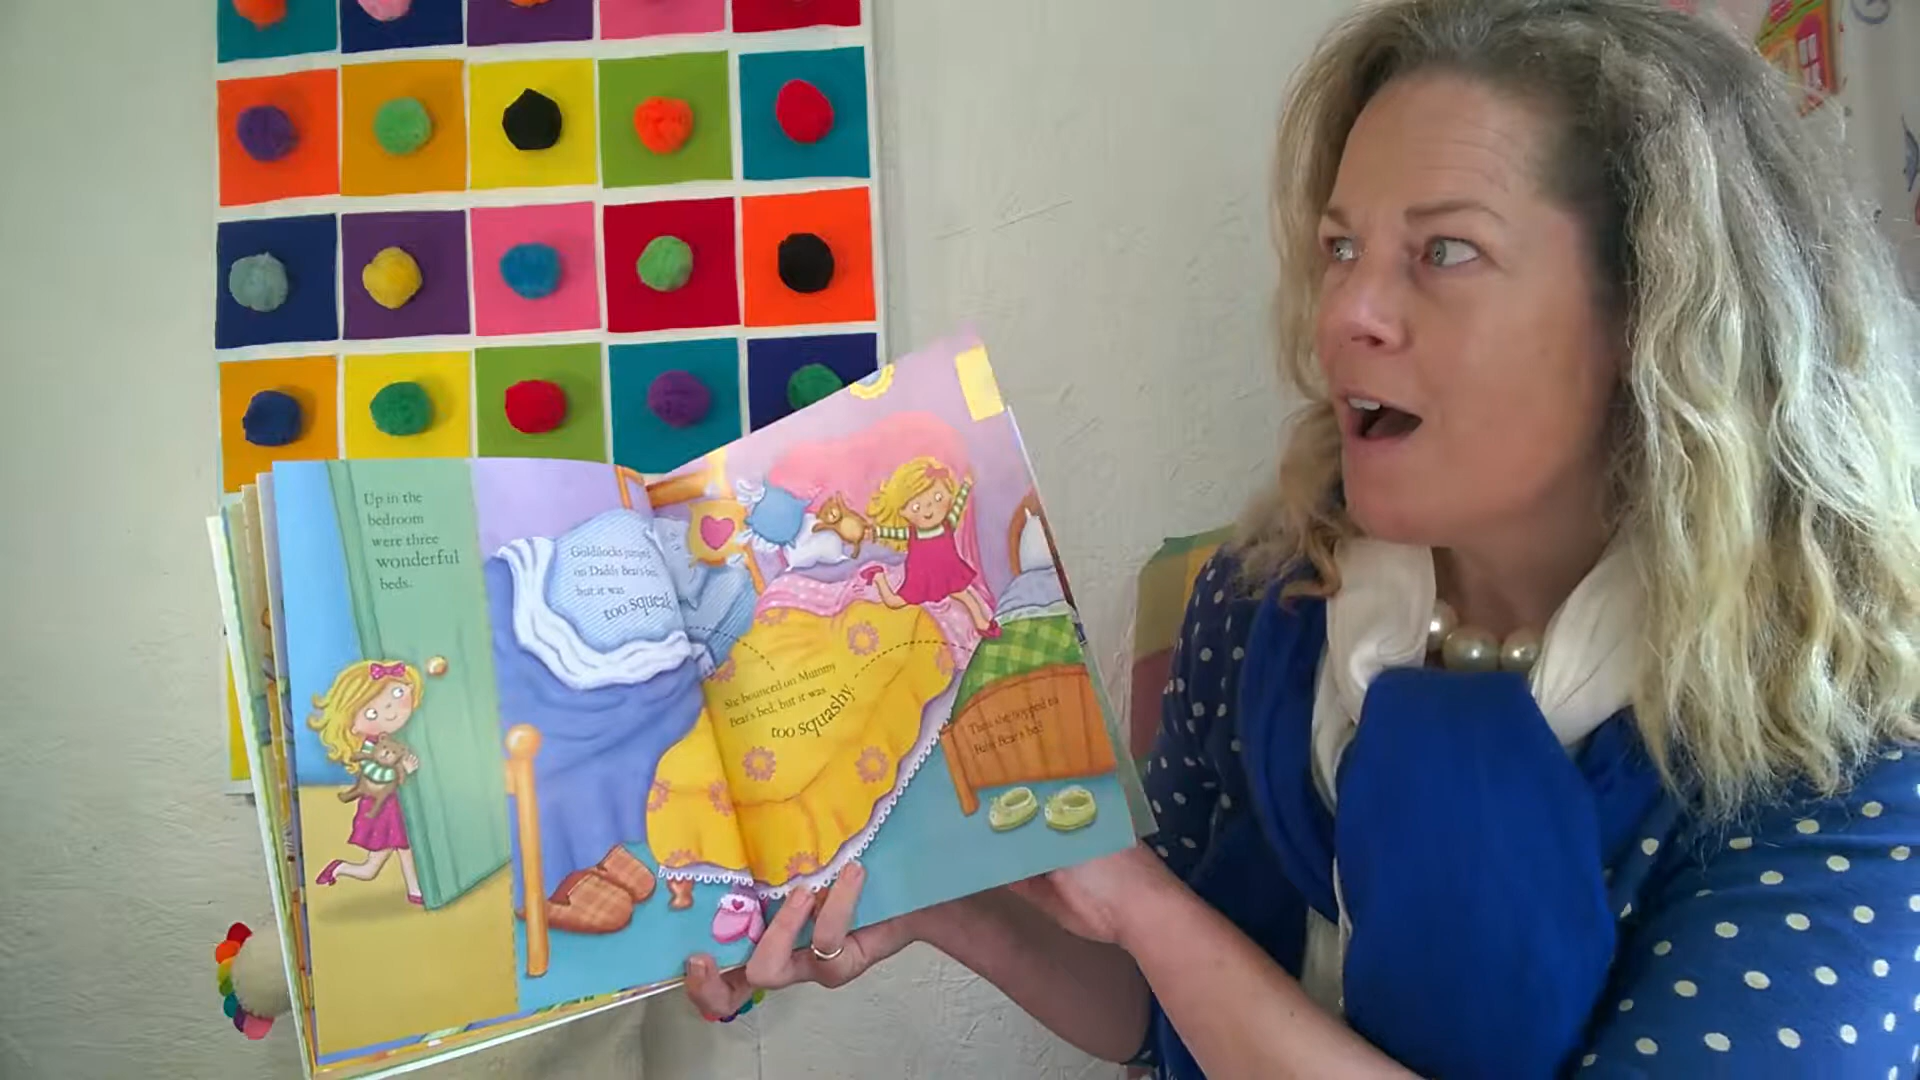 Up in the
bedroom
were three
wonderful
beds.
Goldilocks jumped
on Daddy Bear's bed,
but it was
too squeak
She bounced on Mummy
Bear's bed, but it was
too squashy.
Then she hopped to
Baby Bear's bed